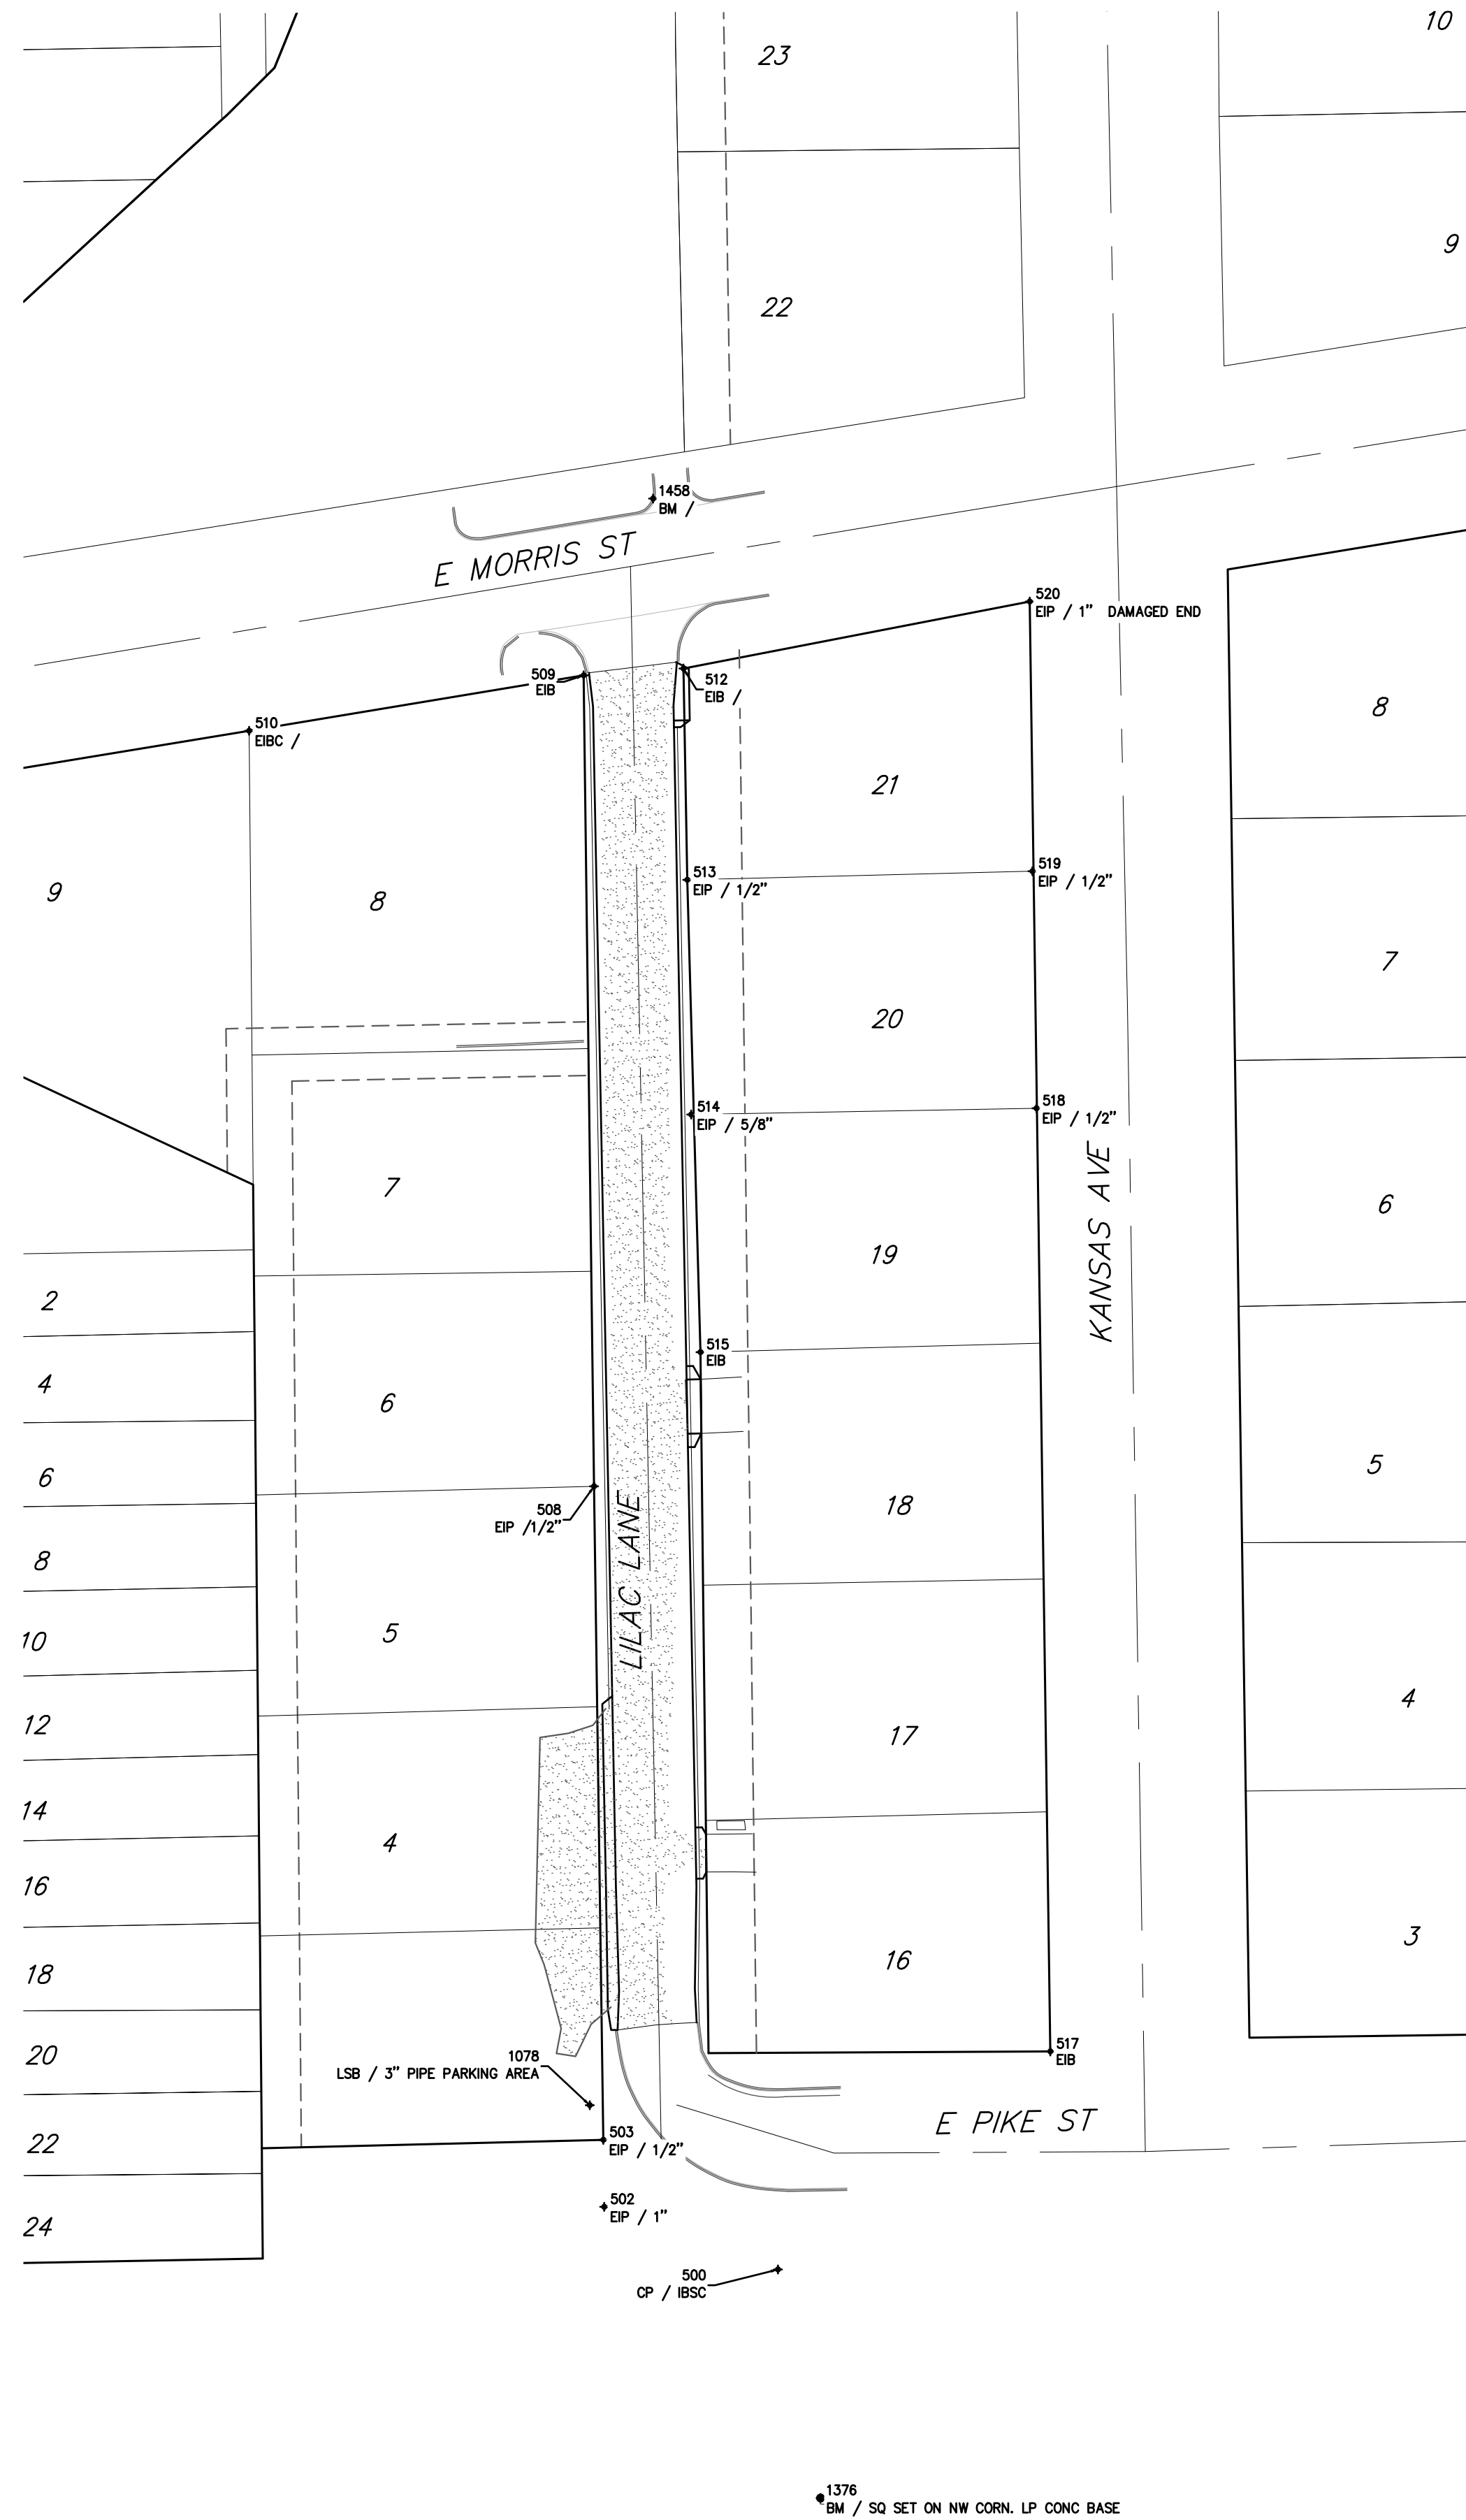 10
23
9
22
1458
BM /
E MORRIS ST
520
EIP / 1" DAMAGED END
509
EIB
512
EIB /
510
EIBC /
8
21
513
EIP / 1/2"
519
EIP / 1/2"
9
8
7
20
514
EIP / 5/8"
518
EIP / 1/2"
KANSAS AVE
7
6
19
2
515
EIB
4
6
5
6
18
508
EIP /1/2"
LILAC LANE
8
5
10
4
12
17
14
4
16
3
18
16
20
1078
LSB / 3" PIPE PARKING AREA
517
EIB
E PIKE ST
22
503
EIP / 1/2"
502
EIP / 1"
24
500
CP / IBSC
1376
BM / SQ SET ON NW CORN. LP CONC BASE